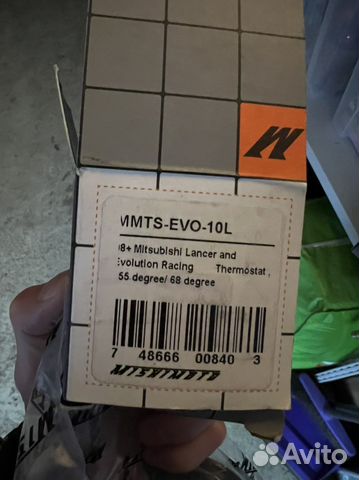 MMTS-EVO-10L
08+ Mitsubishi Lancer and
Evolution Racing Thermostat,
55 degree/ 68 degree
7 48666 00840 3
MISHIMOTO
Avito